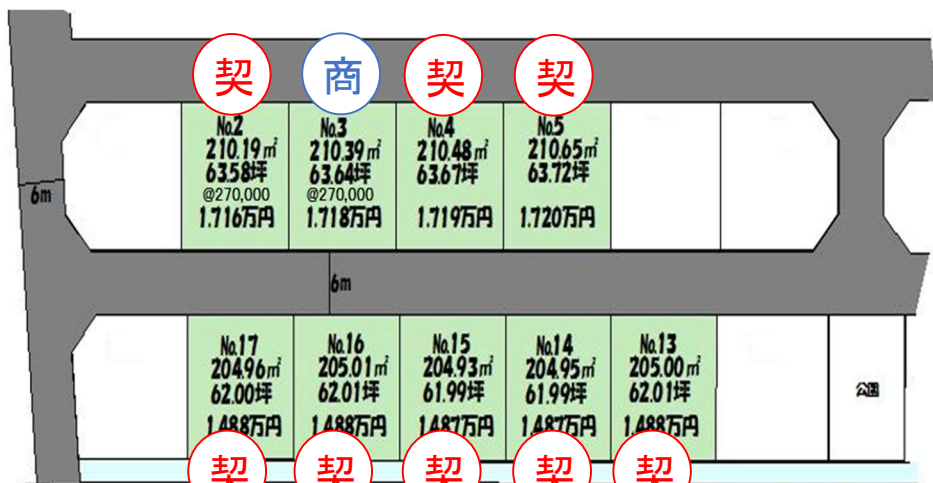 契
商
契
契
No.2
210.19㎡
63.58坪
@270,000
1.716万円
No.3
210.39㎡
63.64坪
@270,000
1.718万円
No.4
210.48㎡
63.67坪
1.719万円
No.5
210.65㎡
63.72坪
1.720万円
6m
6m
No.17
204.96㎡
62.00坪
1.488万円
No.16
205.01㎡
62.01坪
1.488万円
No.15
204.93㎡
61.99坪
1.487万円
No.14
204.95㎡
61.99坪
1.487万円
No.13
205.00㎡
62.01坪
1.488万円
公園
契
契
契
契
契